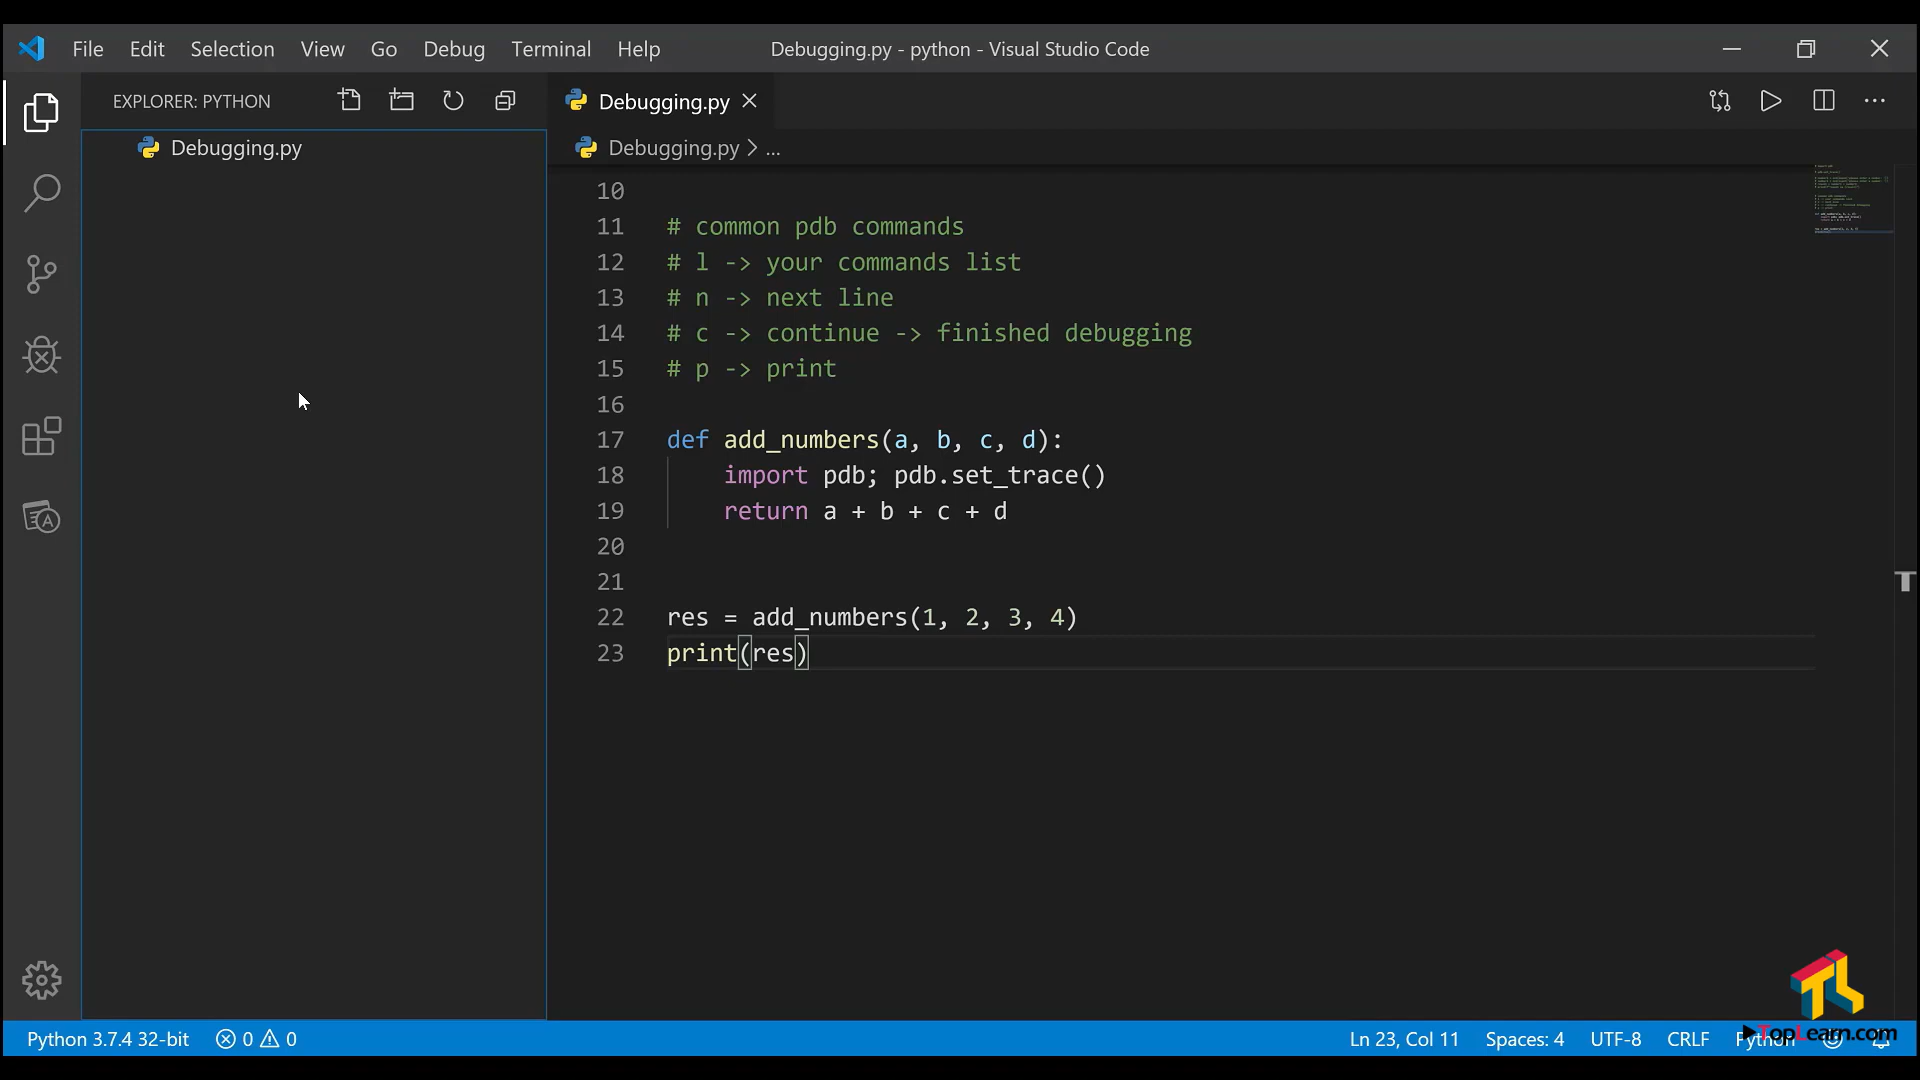 File Edit Selection View Go Debug Terminal Help
Debugging.py - python - Visual Studio Code
EXPLORER: PYTHON
Debugging.py
Debugging.py
Debugging.py > ...
10
11 # common pdb commands
12 # l -> your commands list
13 # n -> next line
14 # c -> continue -> finished debugging
15 # p -> print
16
17 def add_numbers(a, b, c, d):
18 import pdb; pdb.set_trace()
19 return a + b + c + d
20
21
22 res = add_numbers(1, 2, 3, 4)
23 print(res)
Python 3.7.4 32-bit 0 0
Ln 23, Col 11 Spaces: 4 UTF-8 CRLF Python
TopLearn.com